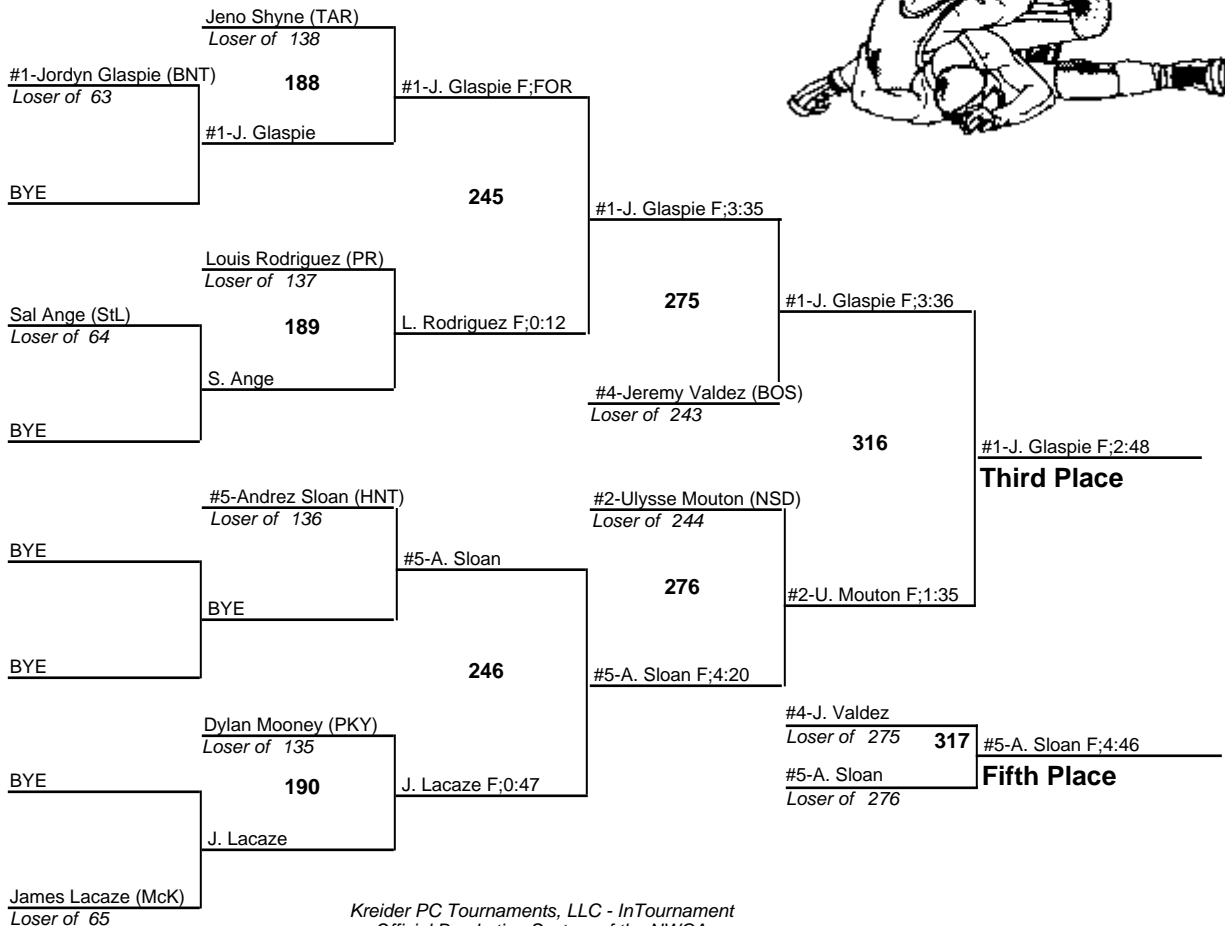 Jeno Shyne (TAR)
Loser of 138
#1-Jordyn Glaspie (BNT)
Loser of 63
188
#1-J. Glaspie F;FOR
#1-J. Glaspie
BYE
245
#1-J. Glaspie F;3:35
Louis Rodriguez (PR)
Loser of 137
Sal Ange (StL)
Loser of 64
189
L. Rodriguez F;0:12
275
#1-J. Glaspie F;3:36
S. Ange
#4-Jeremy Valdez (BOS)
Loser of 243
BYE
316
#1-J. Glaspie F;2:48
Third Place
#5-Andrez Sloan (HNT)
Loser of 136
#2-Ulysse Mouton (NSD)
Loser of 244
BYE
#5-A. Sloan
276
#2-U. Mouton F;1:35
BYE
BYE
246
#5-A. Sloan F;4:20
Dylan Mooney (PKY)
Loser of 135
#4-J. Valdez
Loser of 275
317
#5-A. Sloan F;4:46
Fifth Place
#5-A. Sloan
Loser of 276
BYE
190
J. Lacaze F;0:47
J. Lacaze
James Lacaze (McK)
Loser of 65
Kreider PC Tournaments, LLC - InTournament